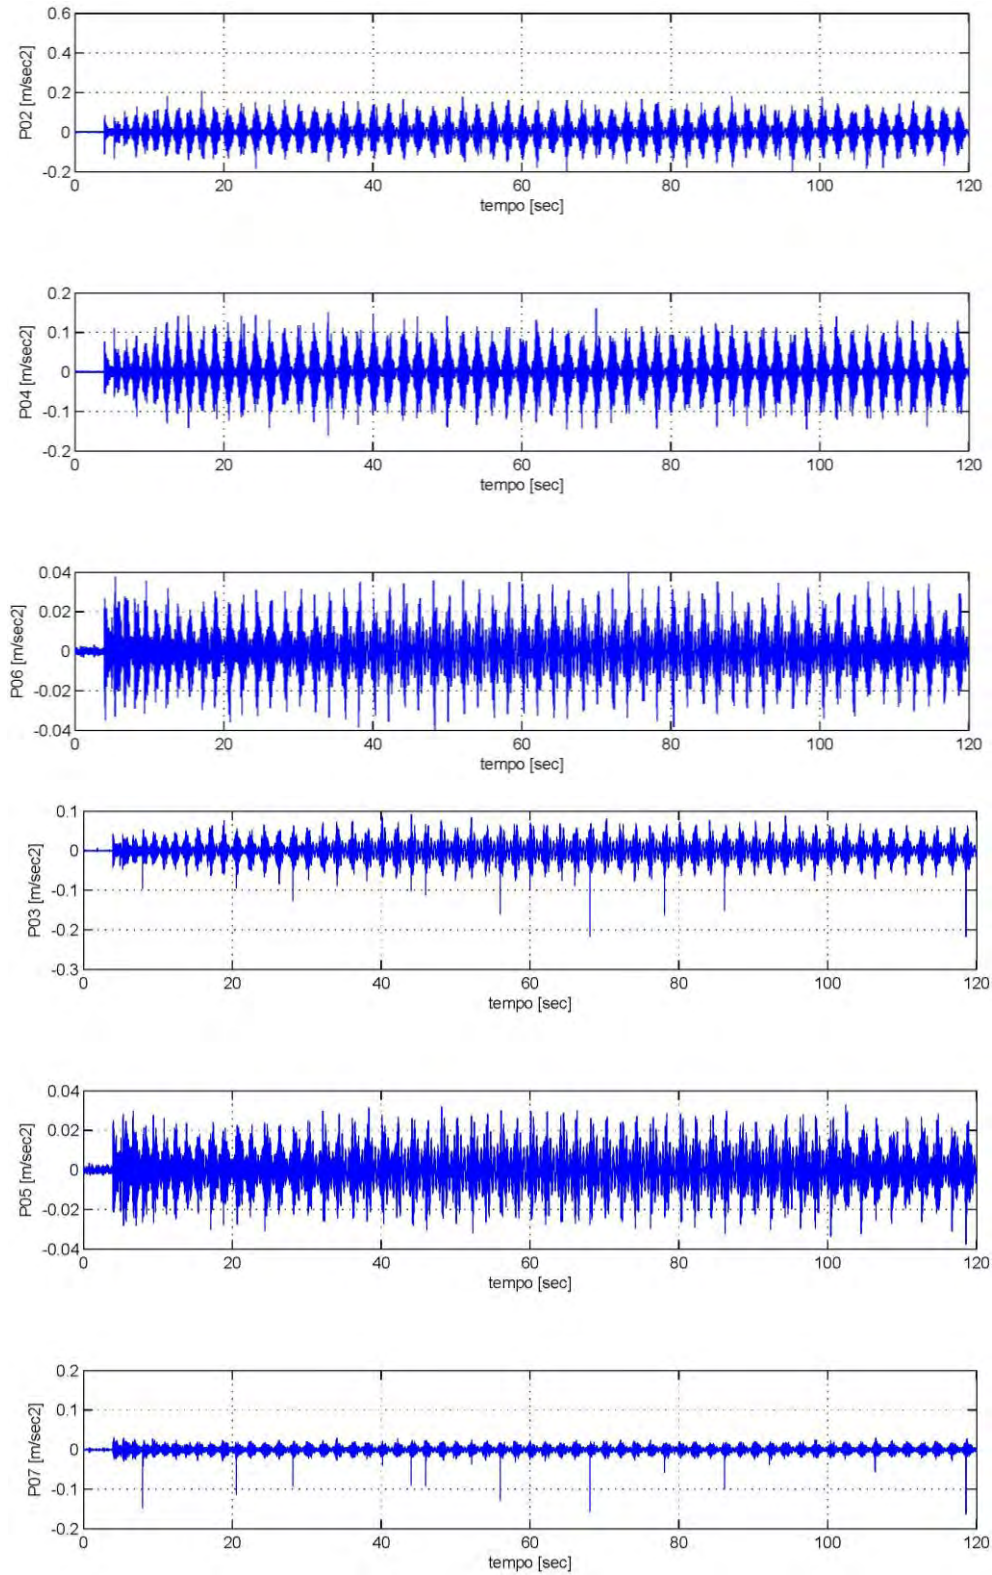 0.6
0.4
0.2
0
-0.2
P02 [m/sec2]
0 20 40 60 80 100 120
tempo [sec]
0.2
0.1
0
-0.1
-0.2
P04 [m/sec2]
0 20 40 60 80 100 120
tempo [sec]
0.04
0.02
0
-0.02
-0.04
P06 [m/sec2]
0 20 40 60 80 100 120
tempo [sec]
0.1
0
-0.1
-0.2
-0.3
P03 [m/sec2]
0 20 40 60 80 100 120
tempo [sec]
0.04
0.02
0
-0.02
-0.04
P05 [m/sec2]
0 20 40 60 80 100 120
tempo [sec]
0.2
0.1
0
-0.1
-0.2
P07 [m/sec2]
0 20 40 60 80 100 120
tempo [sec]